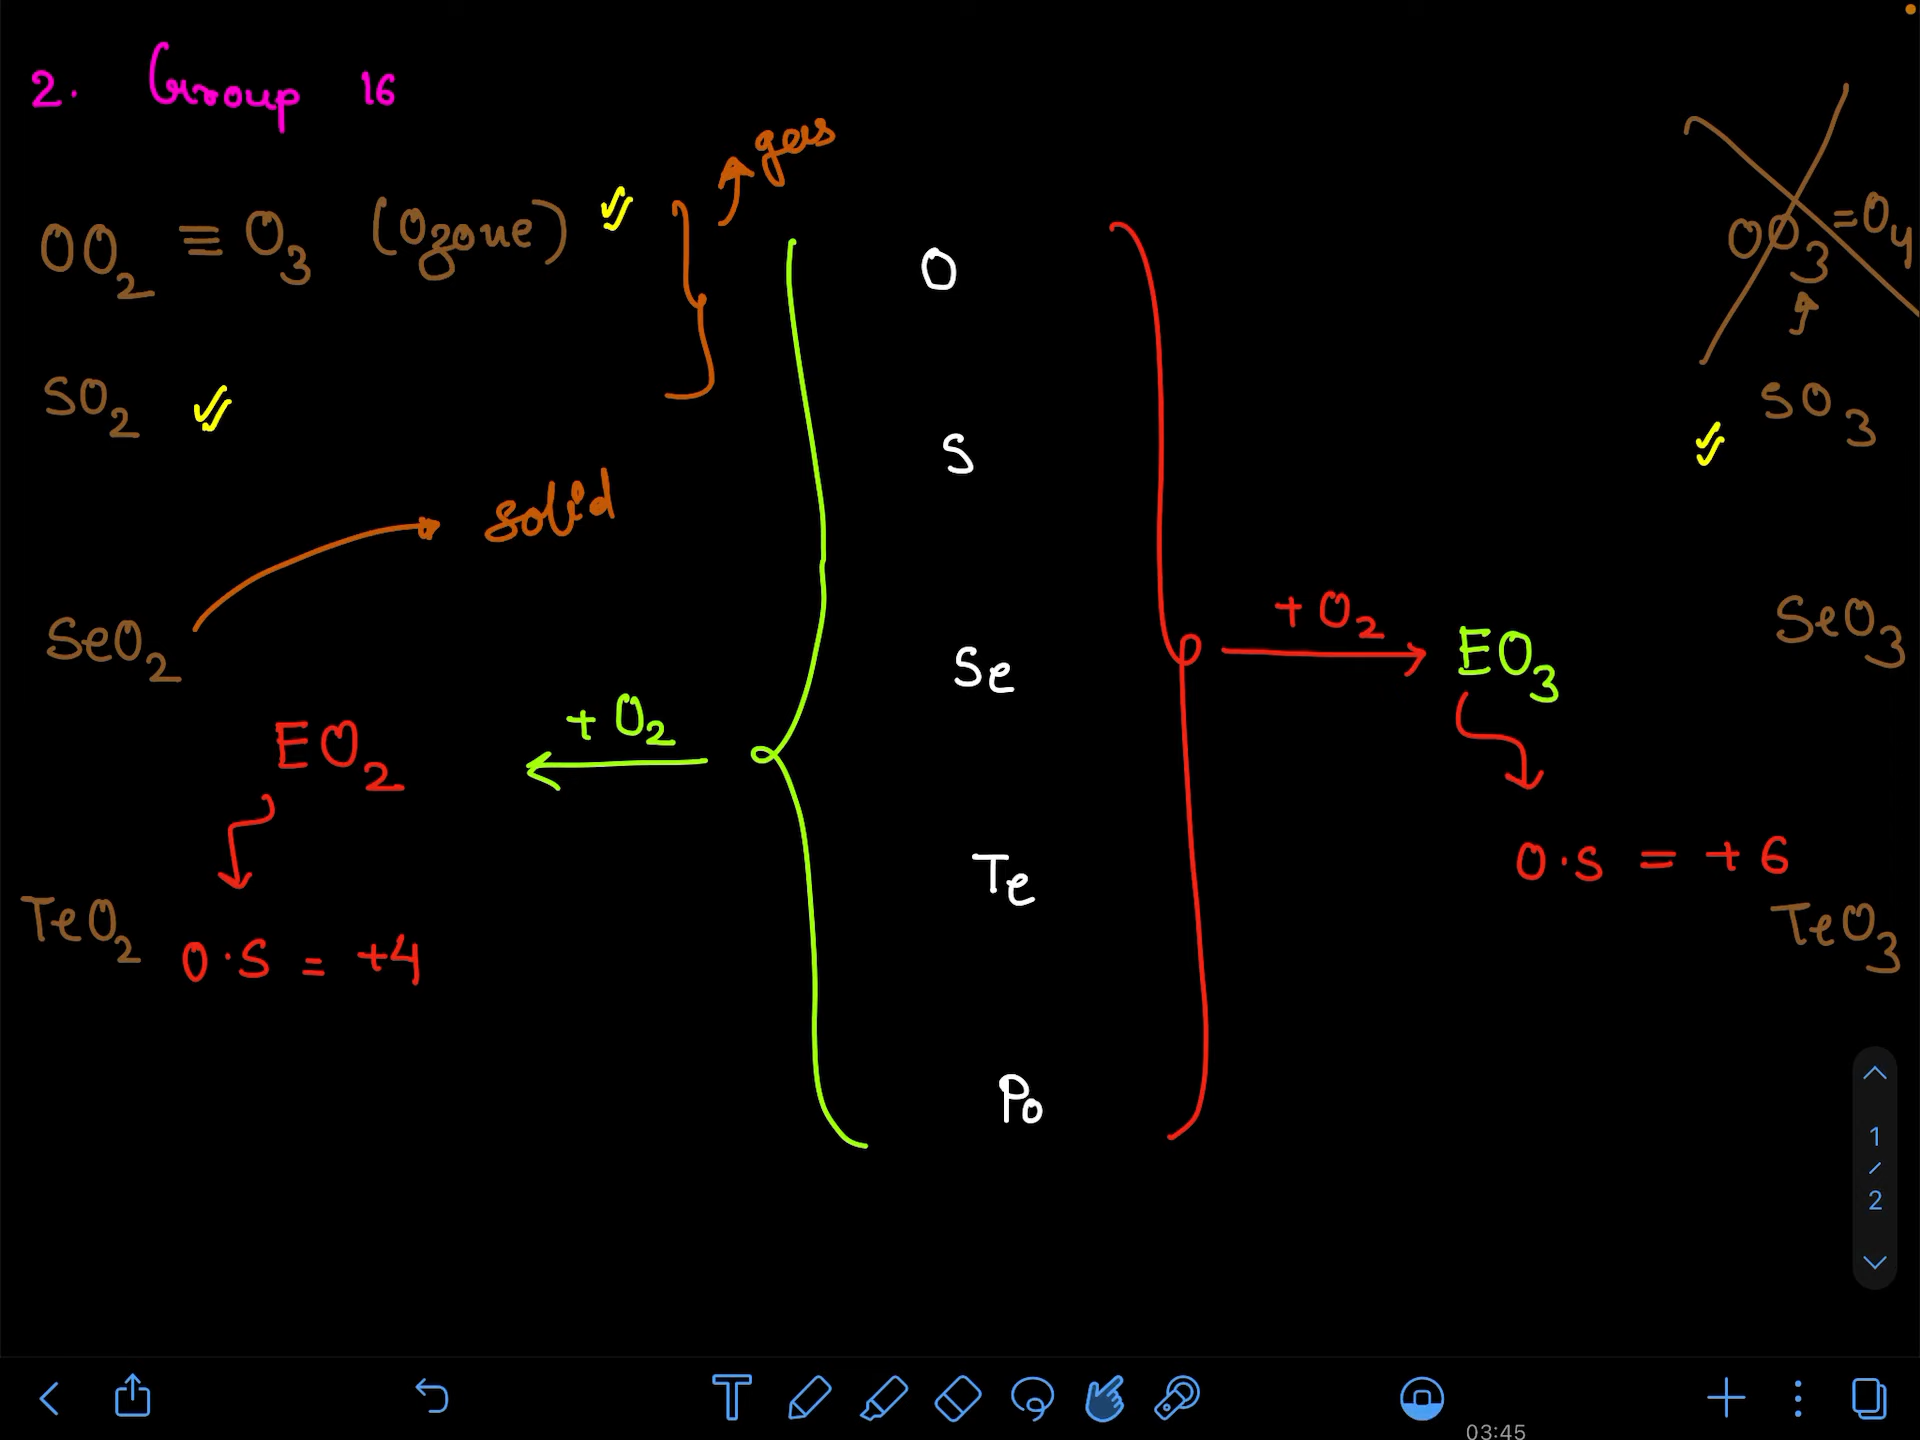 2. Group 16
gas
OO2 ≡ O3 (Ozone)
O
OO3 = O4
SO2
S
SO3
solid
SeO2
Se
+ O2
EO3
SeO3
EO2
+ O2
Te
O.S = +6
TeO2
O.S = +4
TeO3
Po
1
/
2
T
03:45